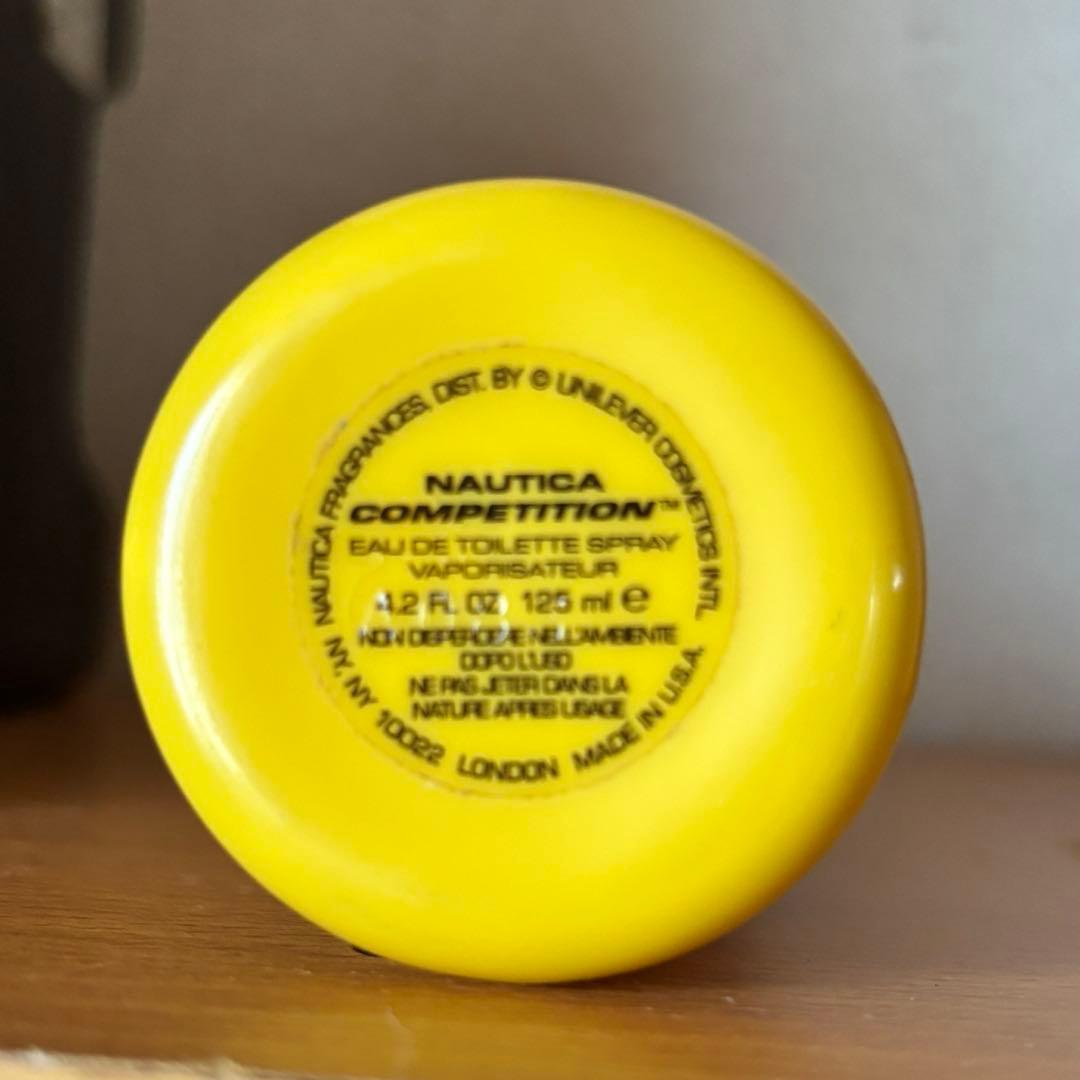 NAUTICA FRAGRANCES, DIST. BY © UNILEVER COSMETICS INTL.
NAUTICA
COMPETITION™
EAU DE TOILETTE SPRAY
VAPORISATEUR
4.2 FL OZ 125 ml ℮
NON DISPERDERE NELL'AMBIENTE
DOPO L'USO
NE PAS JETER DANS LA
NATURE APRES USAGE
NY, NY 10022 LONDON MADE IN U.S.A.